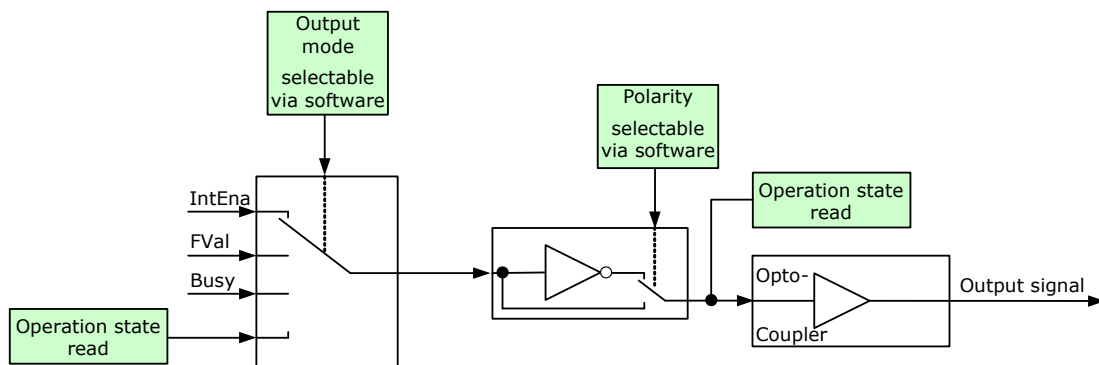 Output
mode
selectable
via software
Polarity
selectable
via software
IntEna
FVal
Busy
Operation state
read
Operation state
read
Opto-
Coupler
Output signal